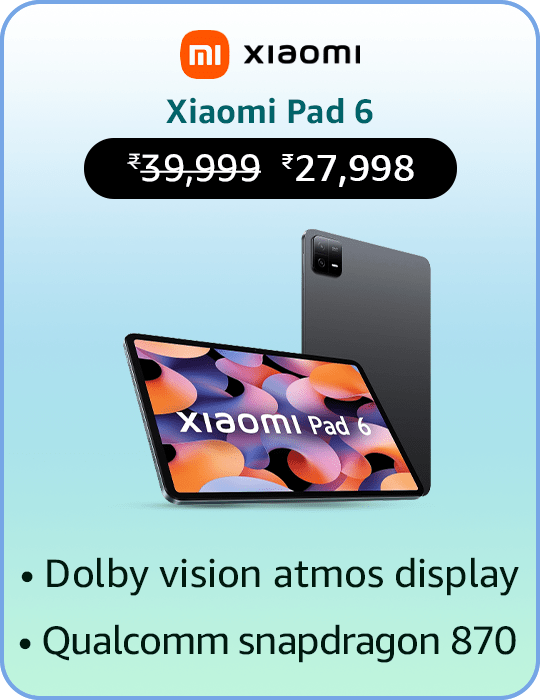 mi xiaomi
Xiaomi Pad 6
₹39,999 ₹27,998
xiaomi Pad 6
• Dolby vision atmos display
• Qualcomm snapdragon 870